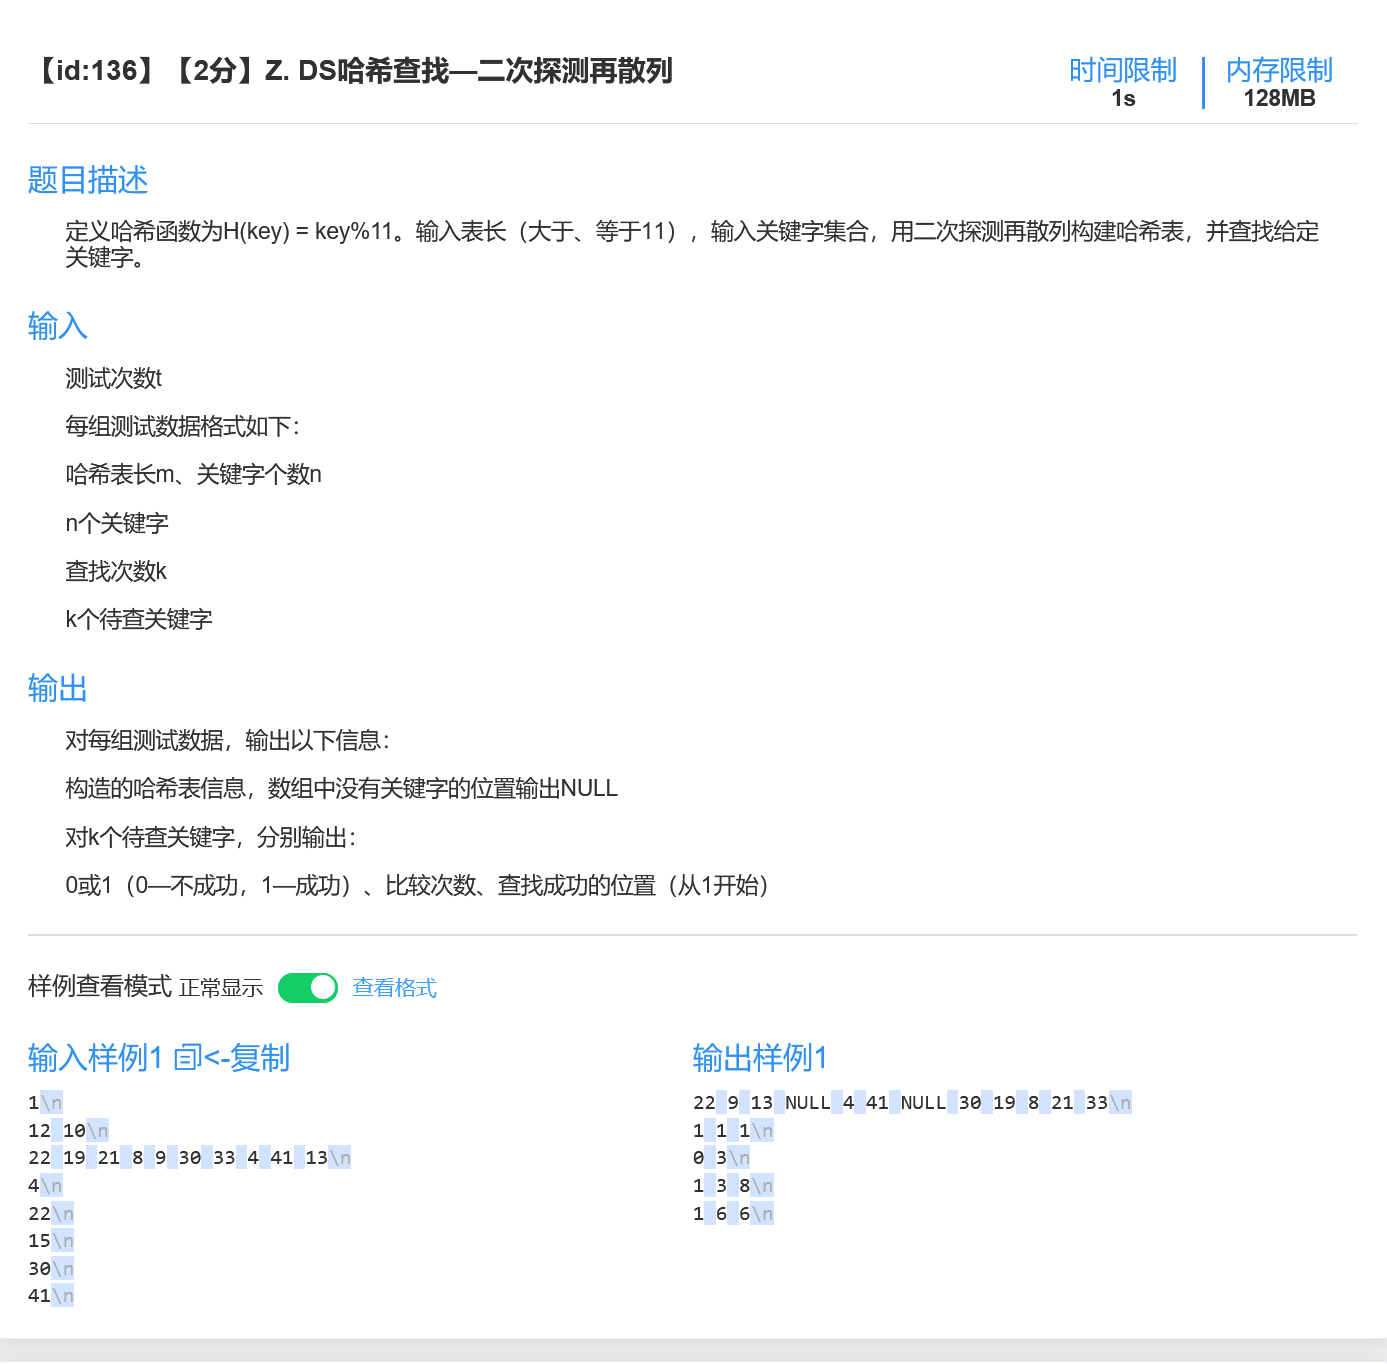 【id:136】【2分】Z. DS哈希查找—二次探测再散列
时间限制
1s
内存限制
128MB
题目描述
定义哈希函数为H(key) = key%11。输入表长（大于、等于11），输入关键字集合，用二次探测再散列构建哈希表，并查找给定
关键字。
输入
测试次数t
每组测试数据格式如下：
哈希表长m、关键字个数n
n个关键字
查找次数k
k个待查关键字
输出
对每组测试数据，输出以下信息：
构造的哈希表信息，数组中没有关键字的位置输出NULL
对k个待查关键字，分别输出：
0或1（0—不成功，1—成功）、比较次数、查找成功的位置（从1开始）
样例查看模式 正常显示 查看格式
输入样例1 <-复制
1\n
12 10\n
22 19 21 8 9 30 33 4 41 13\n
4\n
22\n
15\n
30\n
41\n
输出样例1
22 9 13 NULL 4 41 NULL 30 19 8 21 33\n
1 1 1\n
0 3\n
1 3 8\n
1 6 6\n